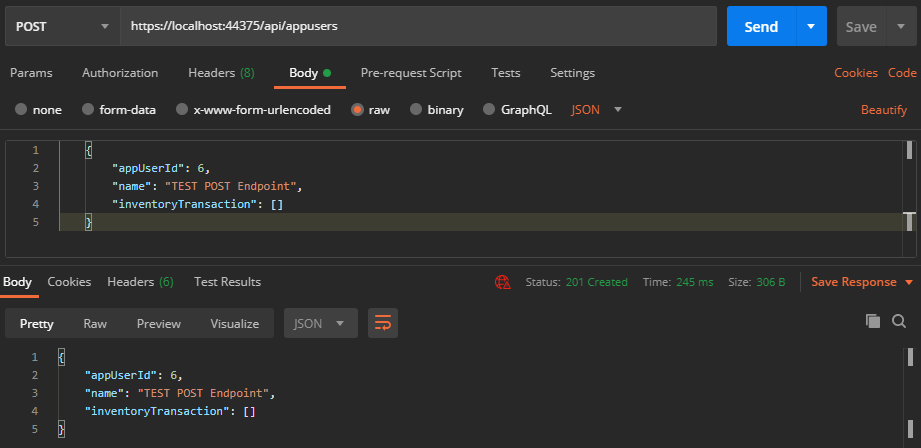 POST https://localhost:44375/api/appusers Send Save
Params Authorization Headers (8) Body Pre-request Script Tests Settings Cookies Code
none form-data x-www-form-urlencoded raw binary GraphQL JSON Beautify
1 {
2 "appUserId": 6,
3 "name": "TEST POST Endpoint",
4 "inventoryTransaction": []
5 }
Body Cookies Headers (6) Test Results Status: 201 Created Time: 245 ms Size: 306 B Save Response
Pretty Raw Preview Visualize JSON
1 {
2 "appUserId": 6,
3 "name": "TEST POST Endpoint",
4 "inventoryTransaction": []
5 }